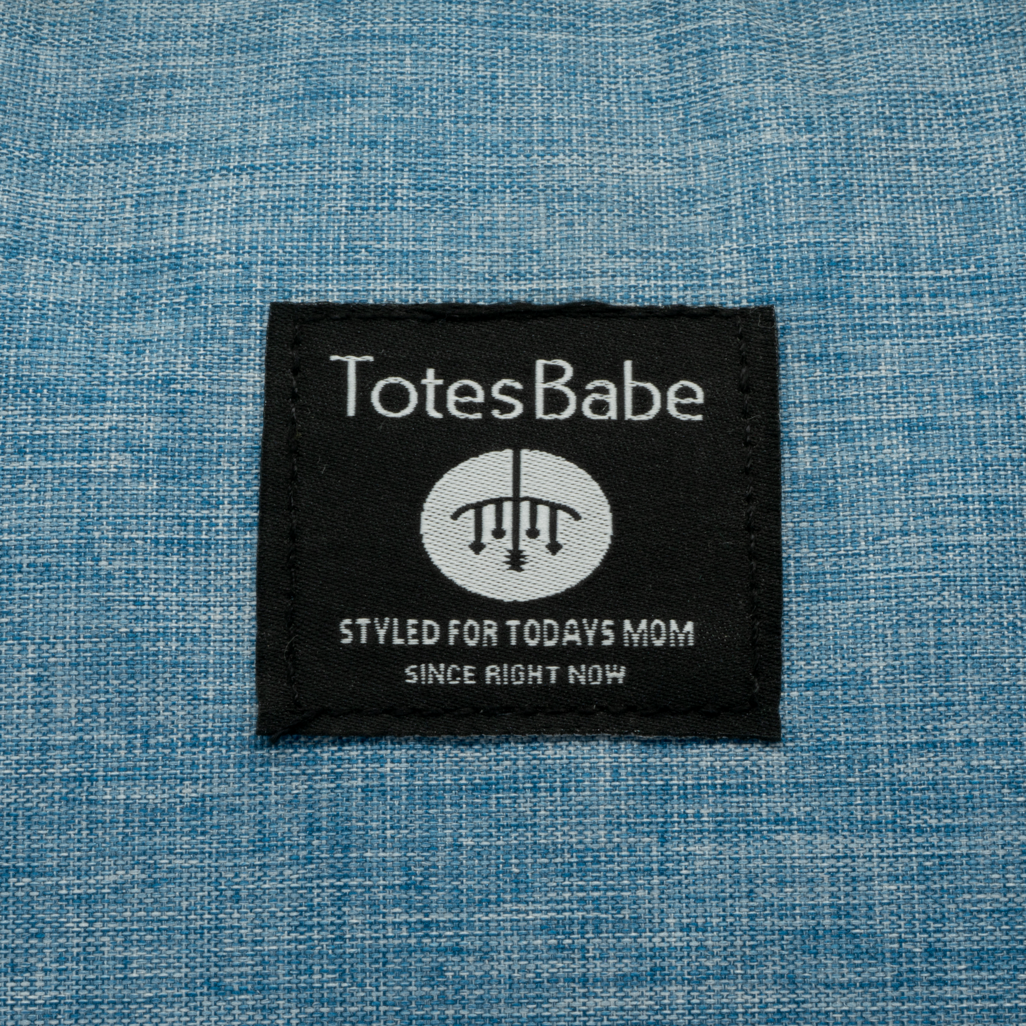 TotesBabe
STYLED FOR TODAYS MOM
SINCE RIGHT NOW